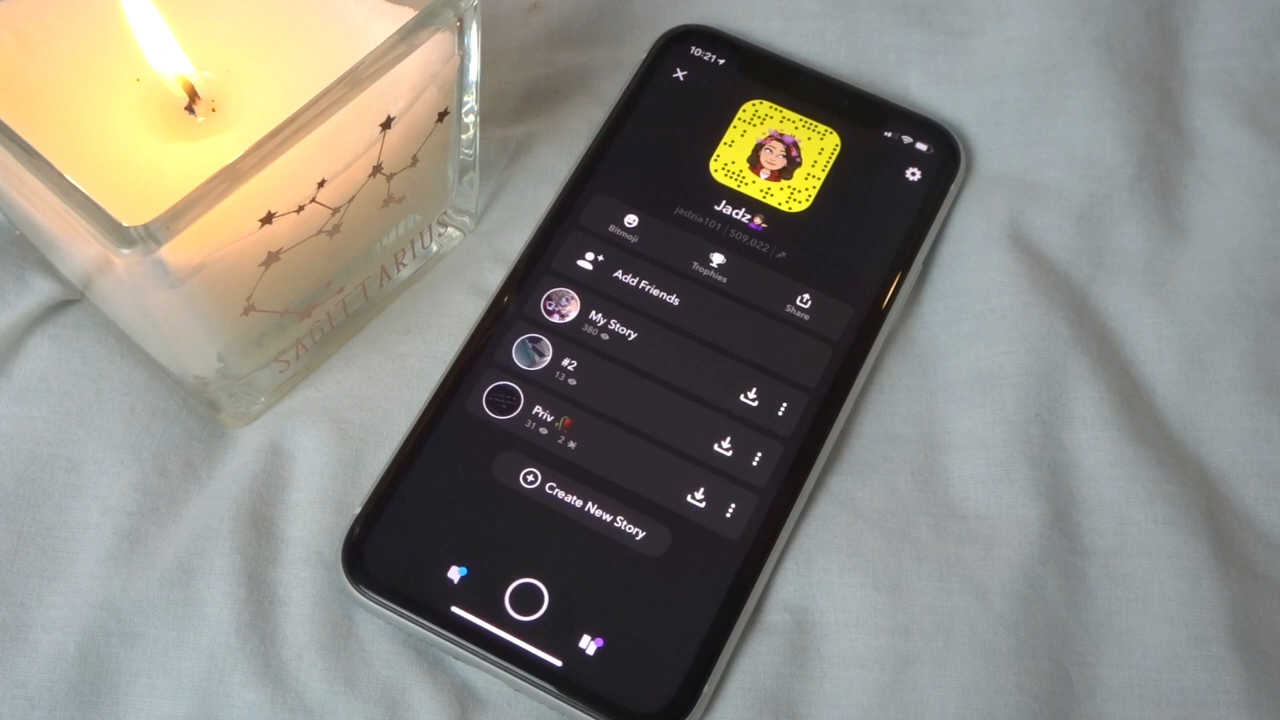 SAGITTARIUS
10:21
Jadz
jadzia101 | 509,022 |
Bitmoji
Trophies
Share
Add Friends
My Story
380
#2
13
Priv
31 2
Create New Story